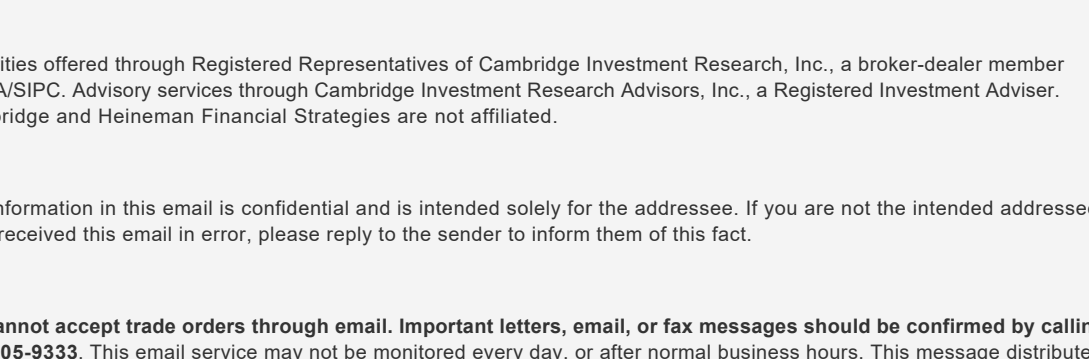 ities offered through Registered Representatives of Cambridge Investment Research, Inc., a broker-dealer member
A/SIPC. Advisory services through Cambridge Investment Research Advisors, Inc., a Registered Investment Adviser.
bridge and Heineman Financial Strategies are not affiliated.
nformation in this email is confidential and is intended solely for the addressee. If you are not the intended addressee
received this email in error, please reply to the sender to inform them of this fact.
annot accept trade orders through email. Important letters, email, or fax messages should be confirmed by callin
05-9333. This email service may not be monitored every day, or after normal business hours. This message distribute